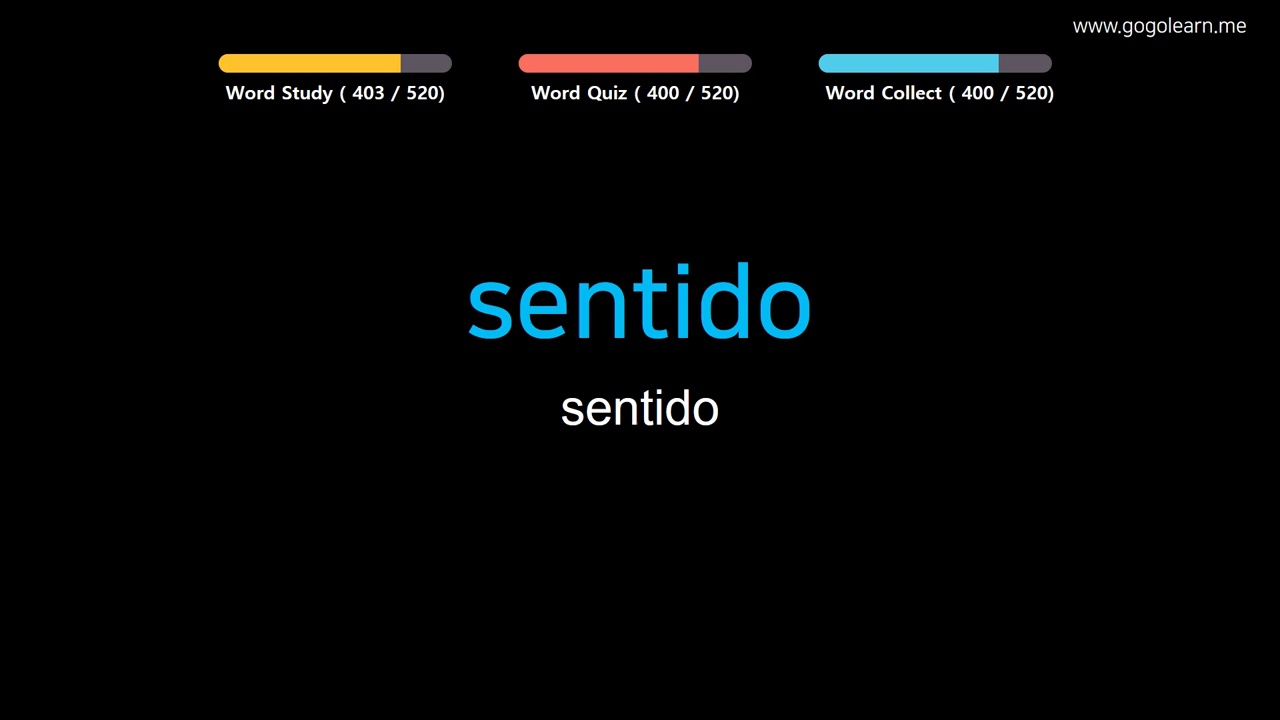 www.gogolearn.me
Word Study ( 403 / 520)
Word Quiz ( 400 / 520)
Word Collect ( 400 / 520)
sentido
sentido